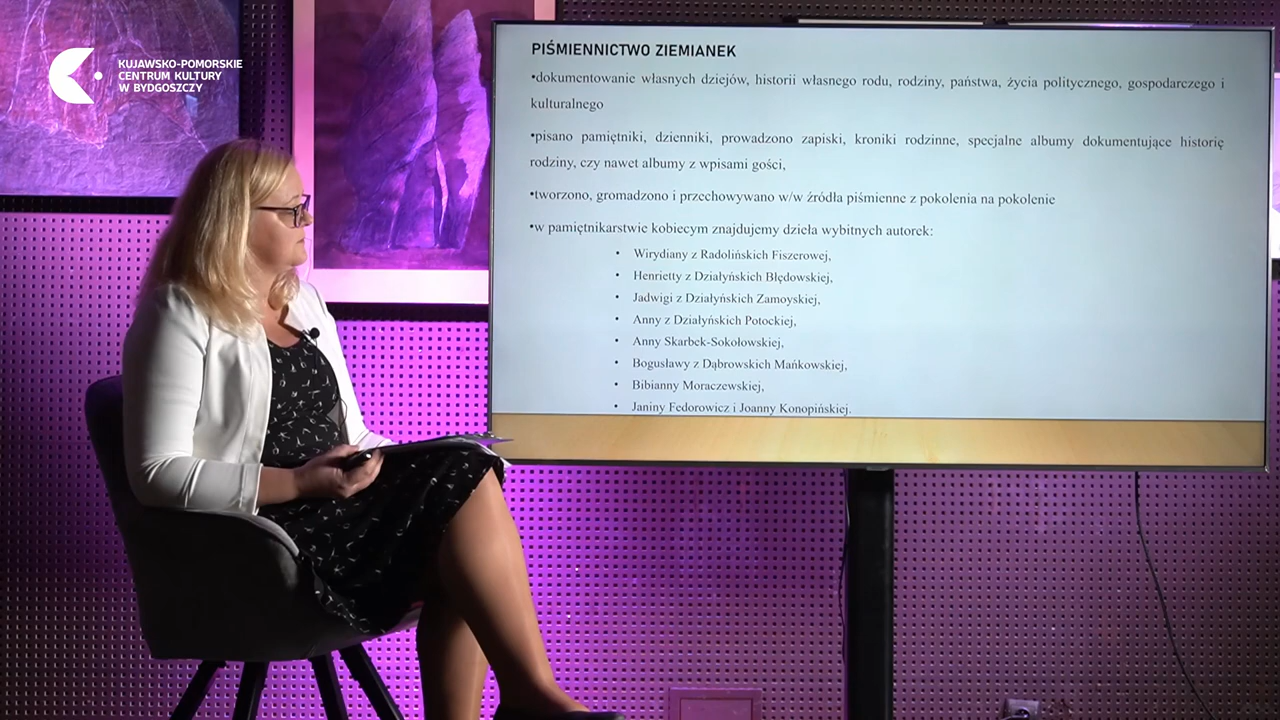 KUJAWSKO-POMORSKIE
CENTRUM KULTURY
W BYDGOSZCZY
PIŚMIENNICTWO ZIEMIANEK
•dokumentowanie własnych dziejów, historii własnego rodu, rodziny, państwa, życia politycznego, gospodarczego i
kulturalnego
•pisano pamiętniki, dzienniki, prowadzono zapiski, kroniki rodzinne, specjalne albumy dokumentujące historię
rodziny, czy nawet albumy z wpisami gości,
•tworzono, gromadzono i przechowywano w/w źródła piśmienne z pokolenia na pokolenie
•w pamiętnikarstwie kobiecym znajdujemy dzieła wybitnych autorek:
• Wirydiany z Radolińskich Fiszerowej,
• Henrietty z Działyńskich Błędowskiej,
• Jadwigi z Działyńskich Zamoyskiej,
• Anny z Działyńskich Potockiej,
• Anny Skarbek-Sokołowskiej,
• Bogusławy z Dąbrowskich Mańkowskiej,
• Bibianny Moraczewskiej,
• Janiny Fedorowicz i Joanny Konopińskiej.